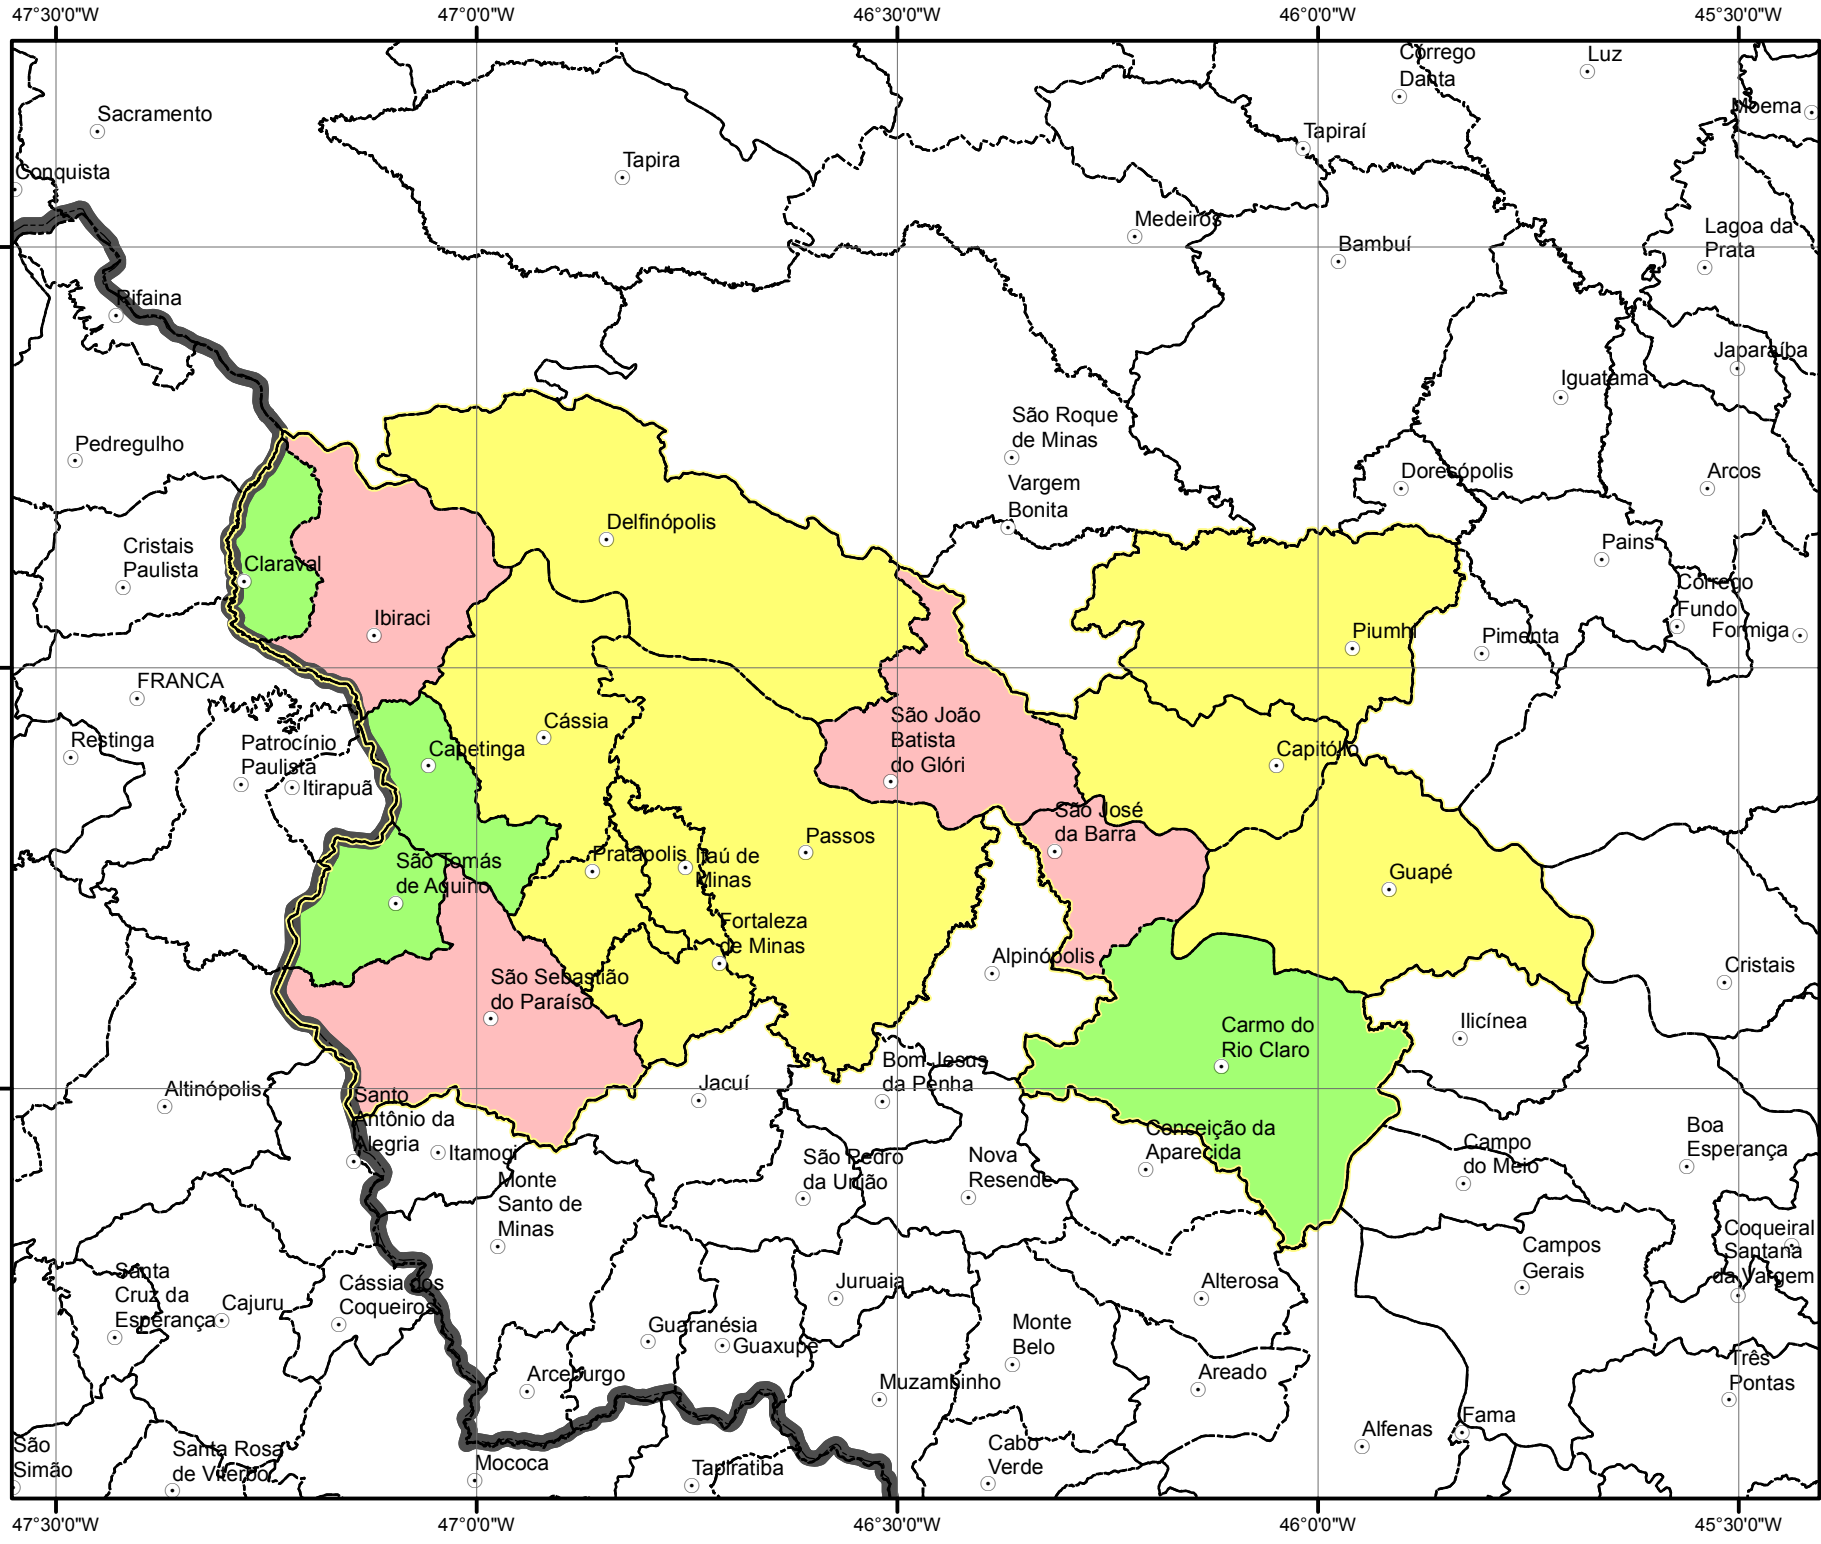 47°30'0"W
47°0'0"W
46°30'0"W
46°0'0"W
45°30'0"W
Córrego
Danta
Luz
Moema
Sacramento
Tapiraí
Tapira
Conquista
Medeiros
Bambuí
Lagoa da
Prata
Rifaina
Japaraíba
Iguatama
São Roque
de Minas
Pedregulho
Vargem
Bonita
Doresópolis
Arcos
Delfinópolis
Cristais
Paulista
Claraval
Pains
Córrego
Fundo
Formiga
Ibiraci
Piumhi
Pimenta
FRANCA
Restinga
Patrocínio
Paulista
Itirapuã
Capetinga
Cássia
São João
Batista
do Glóri
Capitólio
São José
da Barra
Passos
São Tomás
de Aquino
Pratápolis
Itaú de
Minas
Guapé
Fortaleza
de Minas
Alpinópolis
Cristais
São Sebastião
do Paraíso
Carmo do
Rio Claro
Ilicínea
Altinópolis
Jacuí
Bom Jesus
da Penha
Santo
Antônio da
Alegria
Itamogi
Conceição da
Aparecida
Campo
do Meio
Boa
Esperança
São Pedro
da União
Nova
Resende
Monte
Santo de
Minas
Coqueiral
Santana
da Vargem
Campos
Gerais
Santa
Cruz da
Esperança
Cajuru
Cássia dos
Coqueiros
Juruaia
Alterosa
Guaranésia
Guaxupé
Monte
Belo
Arceburgo
Muzambinho
Areado
Três
Pontas
Fama
Alfenas
São
Simão
Santa Rosa
de Viterbo
Mococa
Tapiratiba
Cabo
Verde
47°30'0"W
47°0'0"W
46°30'0"W
46°0'0"W
45°30'0"W